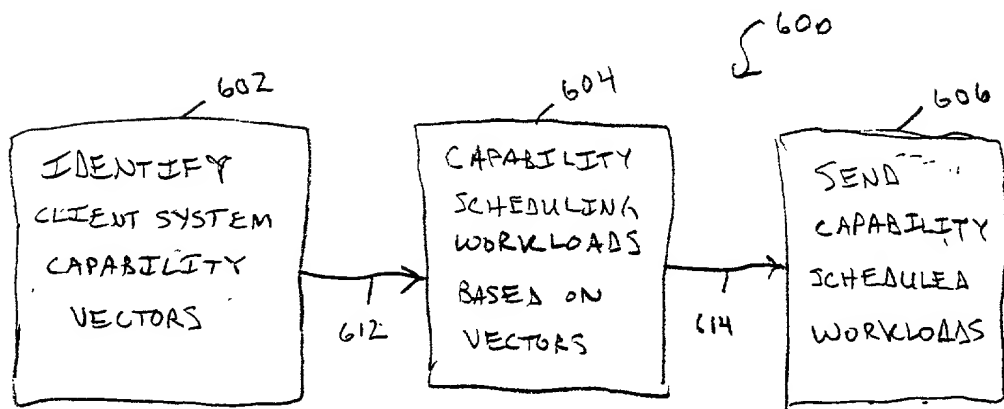 600
602
604
606
IDENTIFY
CLIENT SYSTEM
CAPABILITY
VECTORS
612
CAPABILITY
SCHEDULING
WORKLOADS
BASED ON
VECTORS
614
SEND
CAPABILITY
SCHEDULED
WORKLOADS